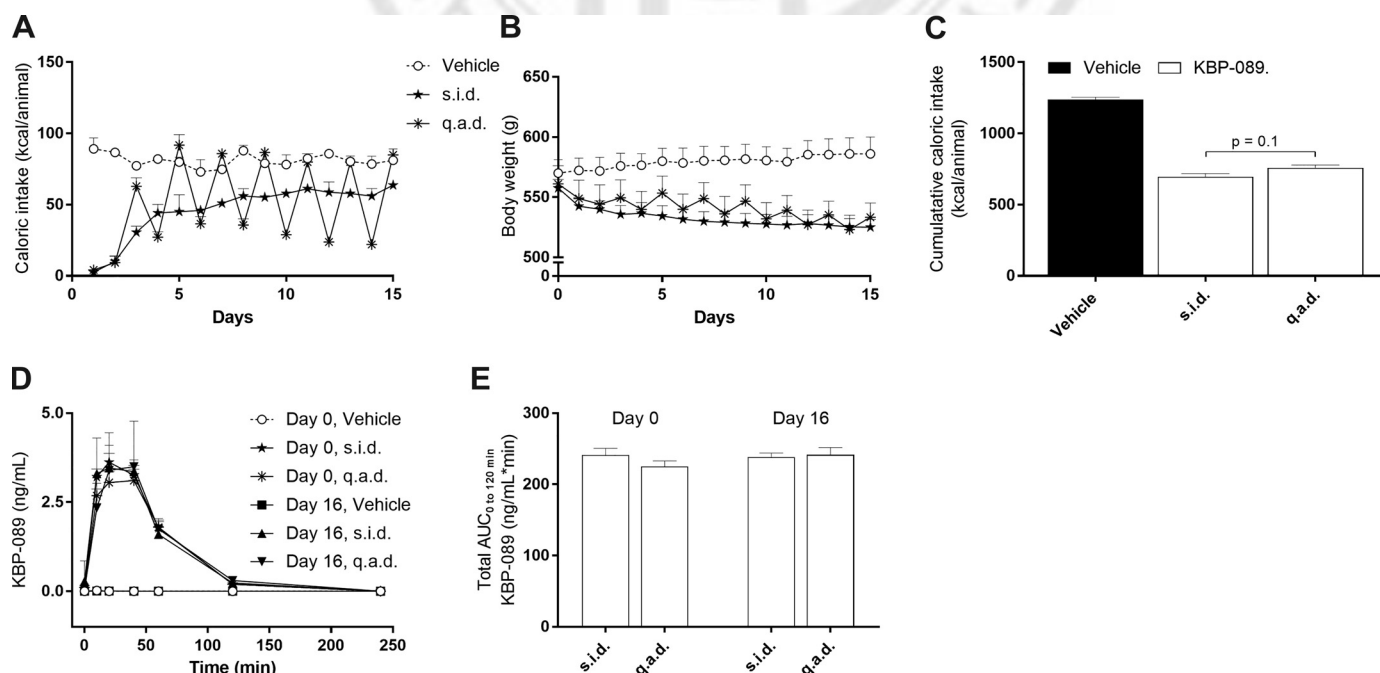 A
Caloric intake (kcal/animal)
150
100
50
0
0
5
10
15
Days
Vehicle
s.i.d.
q.a.d.
B
Body weight (g)
650
600
550
500
0
0
5
10
15
Days
C
Cumulatative caloric intake
(kcal/animal)
1500
1000
500
0
Vehicle
KBP-089.
p = 0.1
Vehicle
s.i.d.
q.a.d.
D
KBP-089 (ng/mL)
5.0
2.5
0.0
0
50
100
150
200
250
Time (min)
Day 0, Vehicle
Day 0, s.i.d.
Day 0, q.a.d.
Day 16, Vehicle
Day 16, s.i.d.
Day 16, q.a.d.
E
Total AUC0 to 120 min
KBP-089 (ng/mL*min)
300
200
100
0
Day 0
Day 16
s.i.d.
q.a.d.
s.i.d.
q.a.d.